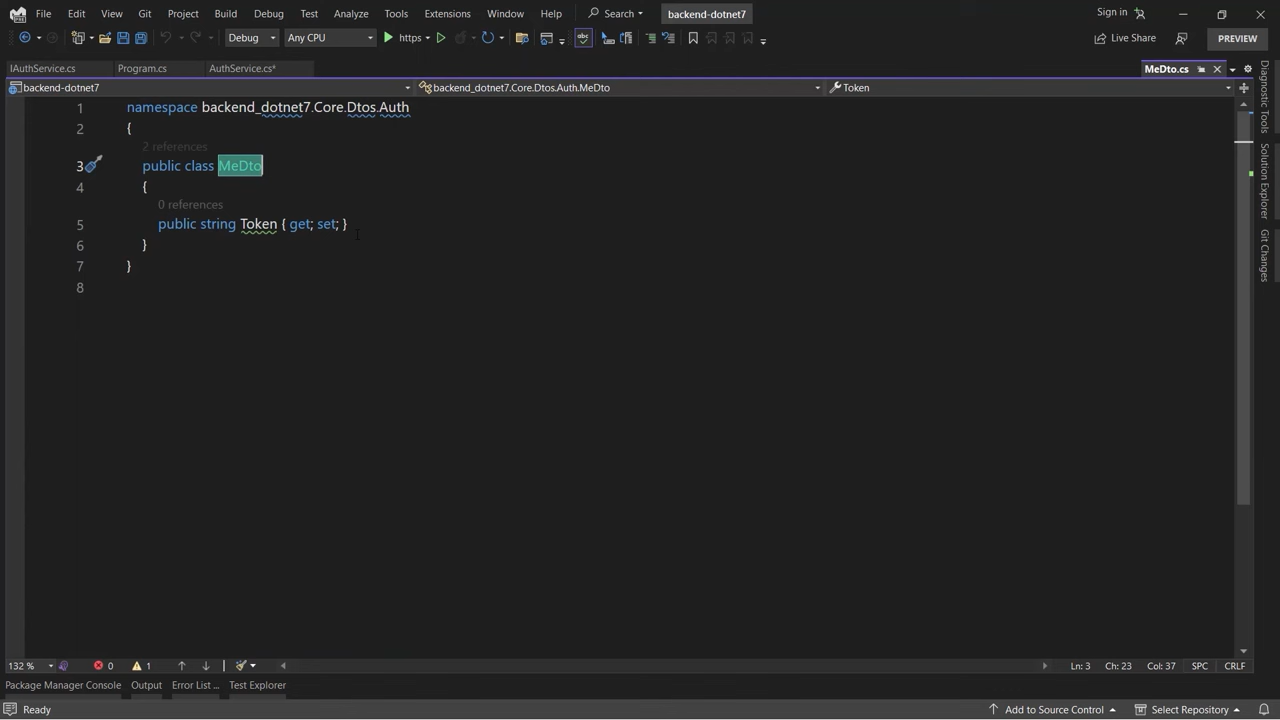 File Edit View Git Project Build Debug Test Analyze Tools Extensions Window Help Search backend-dotnet7 Sign in
Debug Any CPU https Live Share PREVIEW
IAuthService.cs Program.cs AuthService.cs* MeDto.cs
backend-dotnet7 backend_dotnet7.Core.Dtos.Auth.MeDto Token
1 namespace backend_dotnet7.Core.Dtos.Auth
2 {
2 references
3 public class MeDto
4 {
0 references
5 public string Token { get; set; }
6 }
7 }
8
Diagnostic Tools
Solution Explorer
Git Changes
132 % 0 1 Ln: 3 Ch: 23 Col: 37 SPC CRLF
Package Manager Console Output Error List ... Test Explorer
Ready Add to Source Control Select Repository